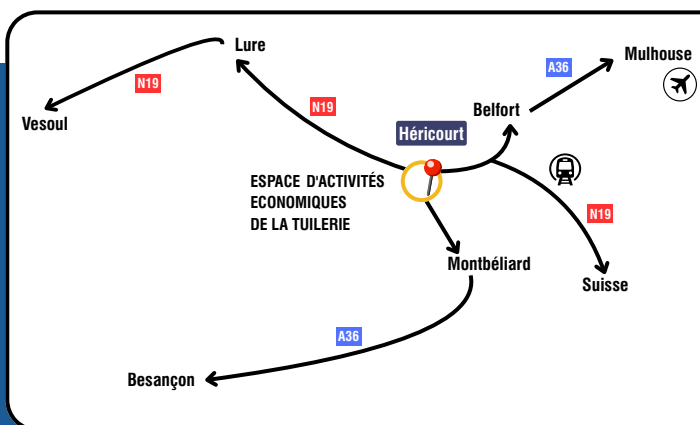 Lure
Mulhouse
A36
N19
Vesoul
N19
Belfort
Héricourt
ESPACE D'ACTIVITÉS
ECONOMIQUES
DE LA TUILERIE
N19
Montbéliard
Suisse
A36
Besançon